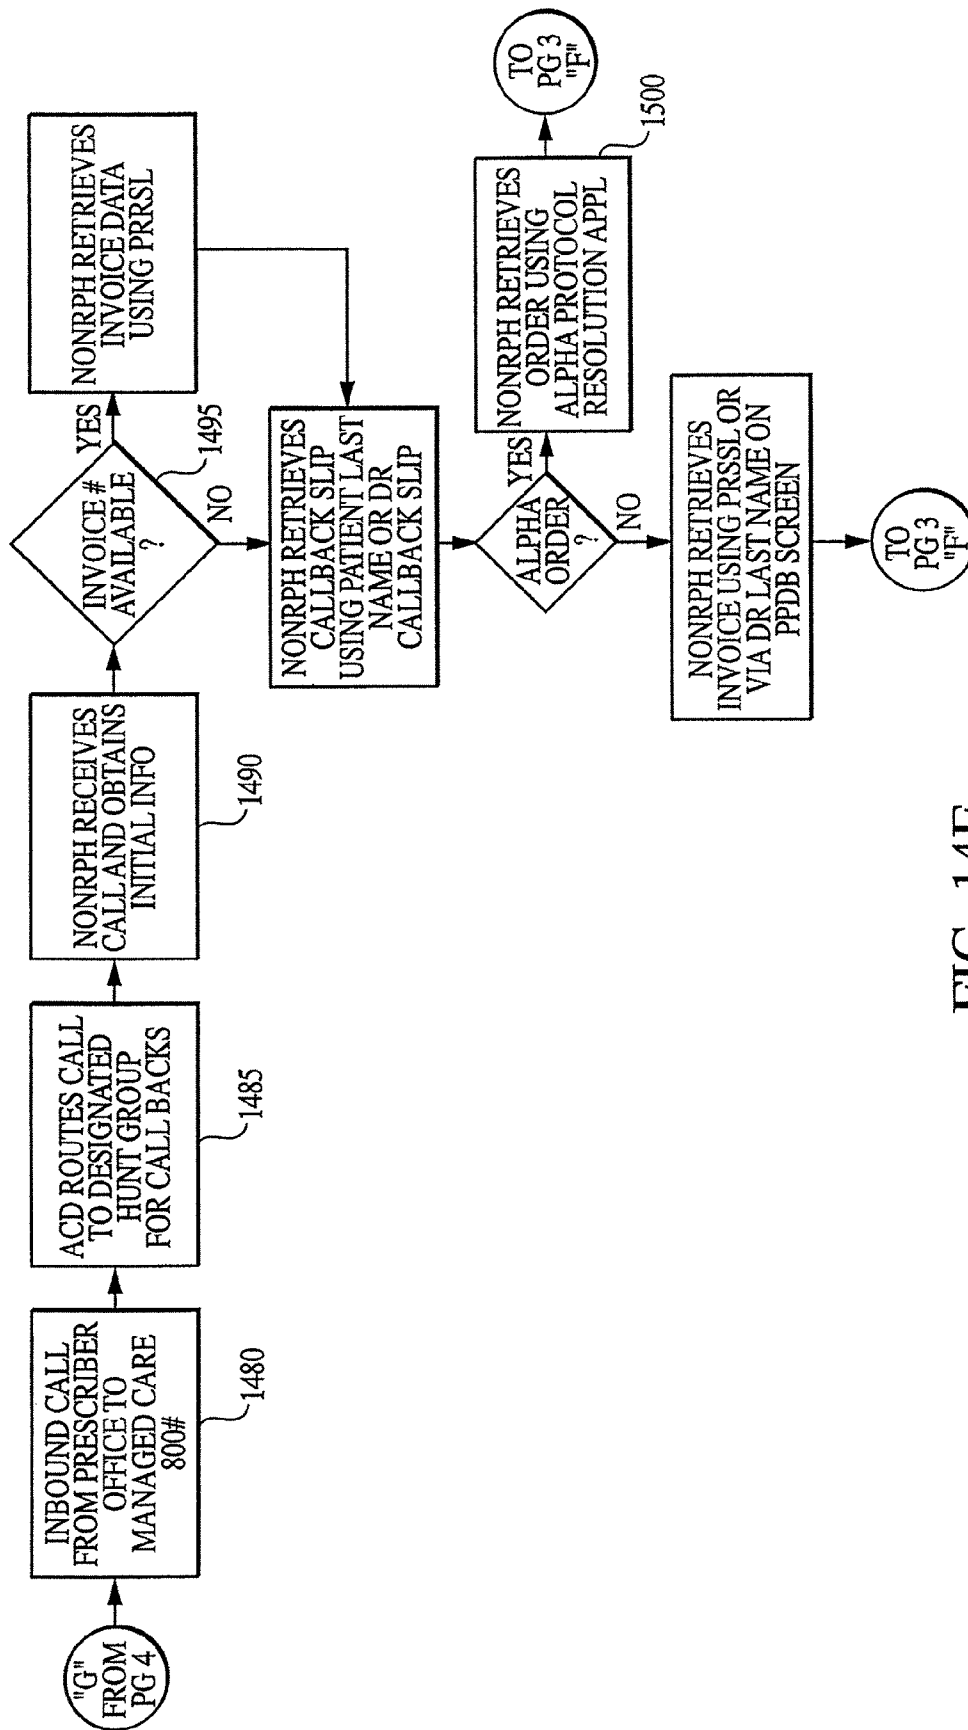 "G"
FROM
PG 4
INBOUND CALL
FROM PRESCRIBER
OFFICE TO
MANAGED CARE
800#
1480
ACD ROUTES CALL
TO DESIGNATED
HUNT GROUP
FOR CALL BACKS
1485
NONRPH RECEIVES
CALL AND OBTAINS
INITIAL INFO
1490
INVOICE #
AVAILABLE
?
1495
YES
NO
NONRPH RETRIEVES
INVOICE DATA
USING PRRSL
NONRPH RETRIEVES
CALLBACK SLIP
USING PATIENT LAST
NAME OR DR
CALLBACK SLIP
ALPHA
ORDER
?
YES
NO
NONRPH RETRIEVES
ORDER USING
ALPHA PROTOCOL
RESOLUTION APPL
1500
TO
PG 3
"F"
NONRPH RETRIEVES
INVOICE USING PRSSL OR
VIA DR LAST NAME ON
PPDB SCREEN
TO
PG 3
"F"
FIG.